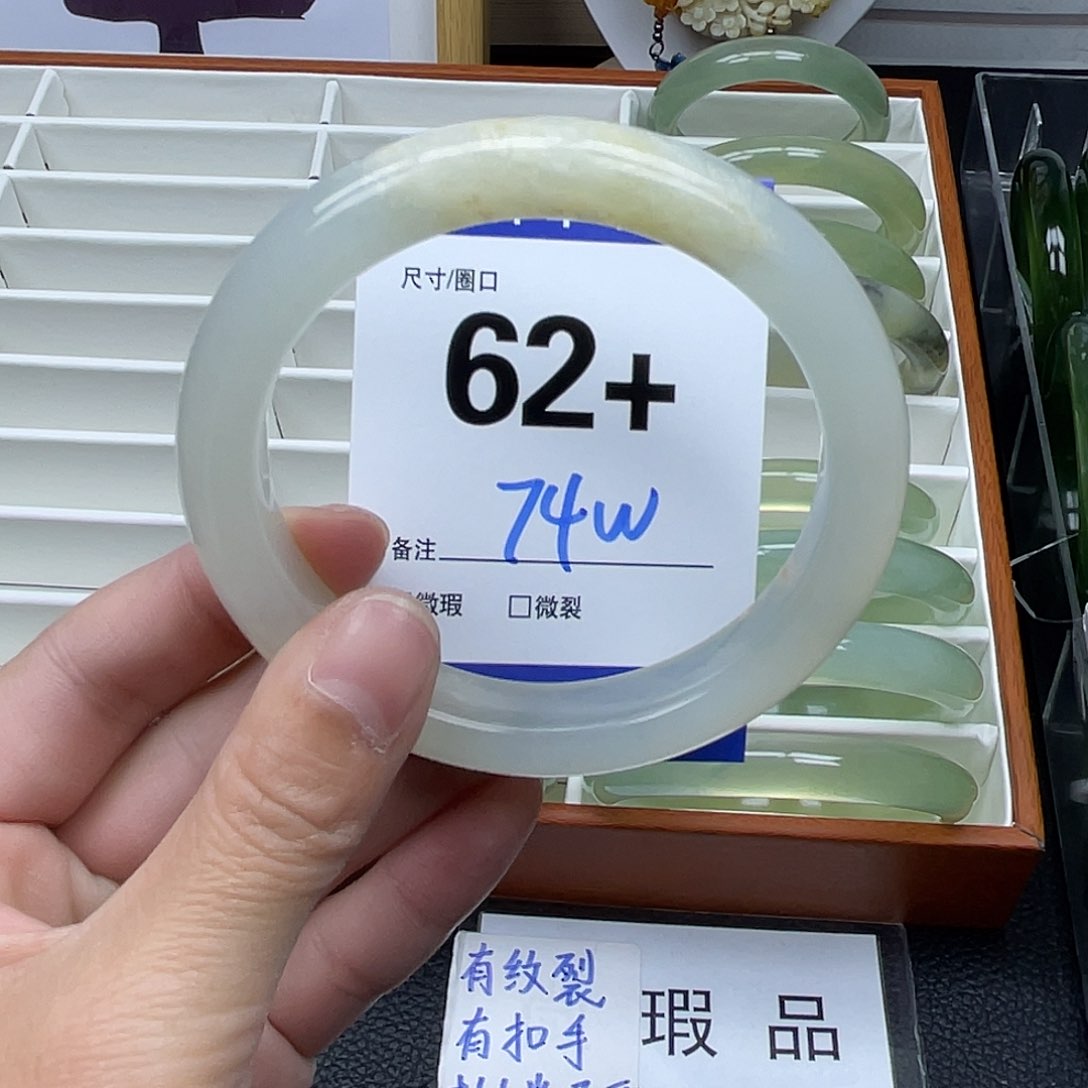 尺寸/圈口
62+
74W
备注
微瑕 □微裂
有纹裂
有扣手
瑕 品